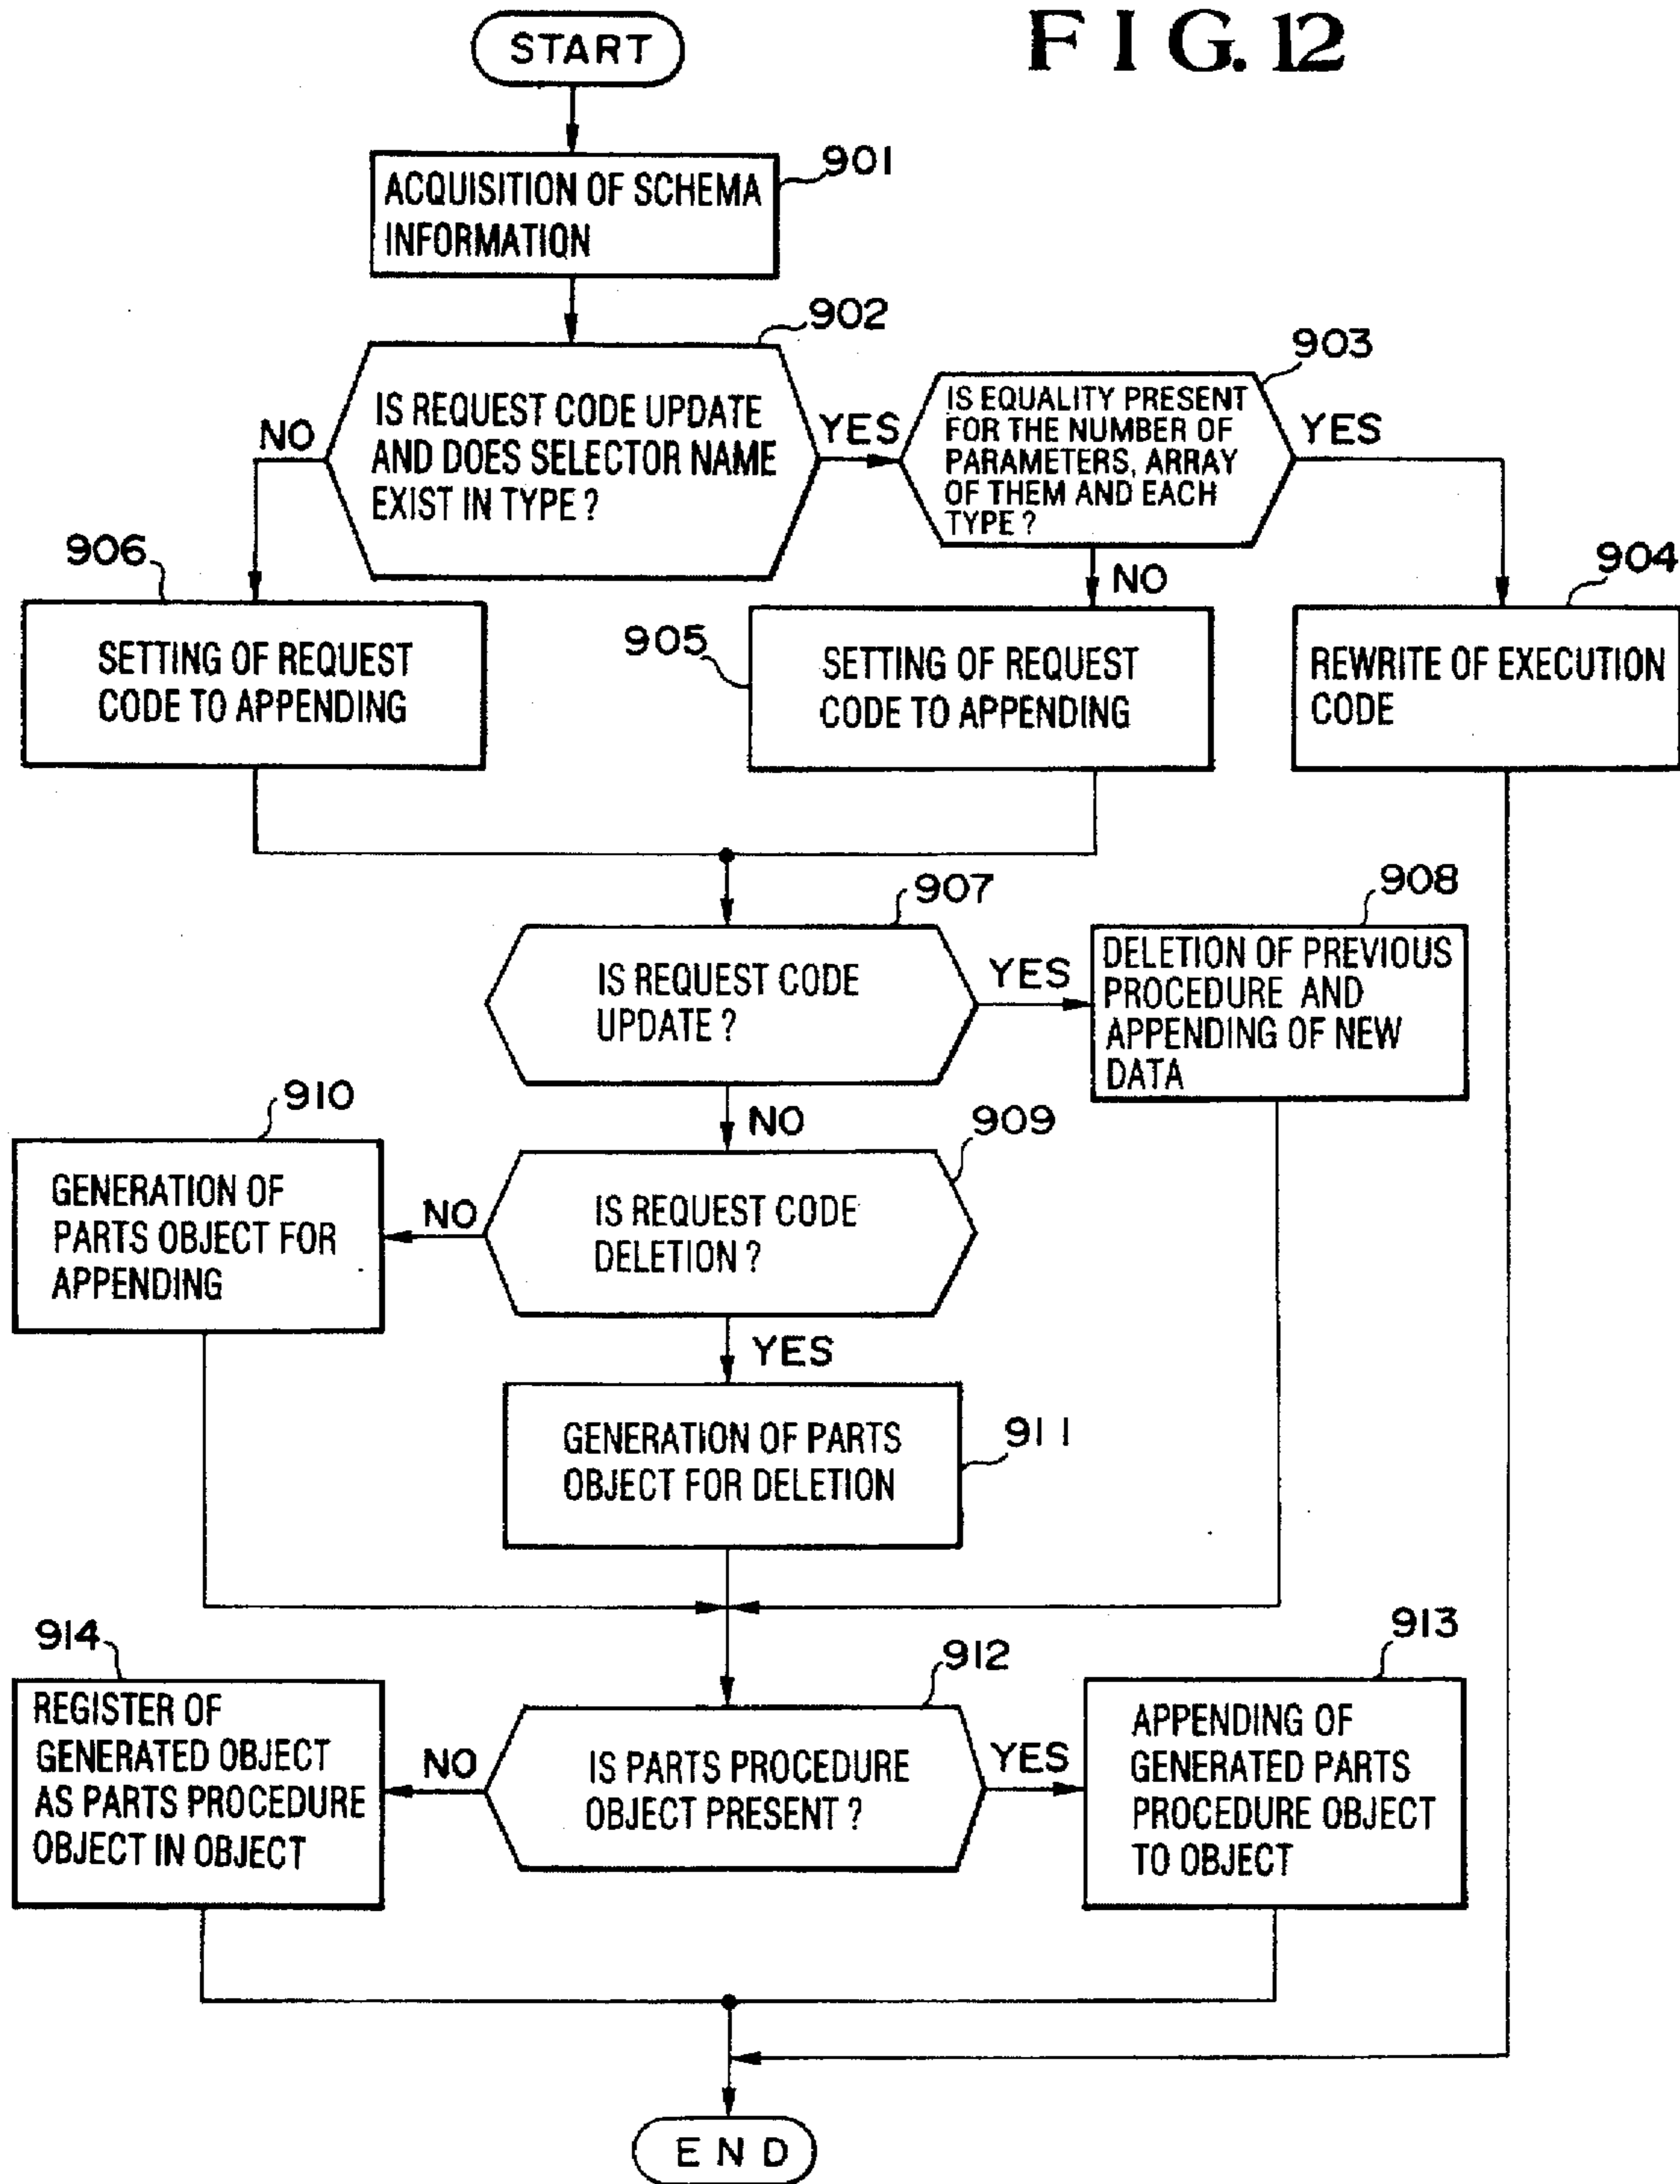 FIG. 12
START
901
ACQUISITION OF SCHEMA
INFORMATION
902
IS REQUEST CODE UPDATE
AND DOES SELECTOR NAME
EXIST IN TYPE ?
NO
YES
903
IS EQUALITY PRESENT
FOR THE NUMBER OF
PARAMETERS, ARRAY
OF THEM AND EACH
TYPE ?
YES
NO
906
SETTING OF REQUEST
CODE TO APPENDING
905
SETTING OF REQUEST
CODE TO APPENDING
904
REWRITE OF EXECUTION
CODE
907
IS REQUEST CODE
UPDATE ?
YES
NO
908
DELETION OF PREVIOUS
PROCEDURE AND
APPENDING OF NEW
DATA
909
IS REQUEST CODE
DELETION ?
NO
YES
910
GENERATION OF
PARTS OBJECT FOR
APPENDING
911
GENERATION OF PARTS
OBJECT FOR DELETION
912
IS PARTS PROCEDURE
OBJECT PRESENT ?
NO
YES
914
REGISTER OF
GENERATED OBJECT
AS PARTS PROCEDURE
OBJECT IN OBJECT
913
APPENDING OF
GENERATED PARTS
PROCEDURE OBJECT
TO OBJECT
END